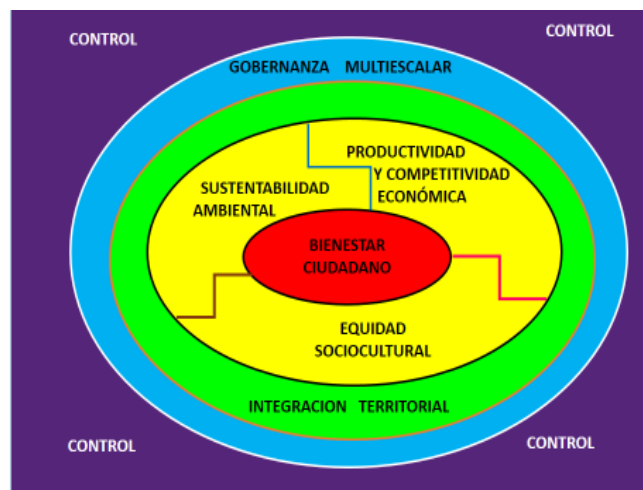 CONTROL
CONTROL
GOBERNANZA MULTIESCALAR
PRODUCTIVIDAD
Y COMPETITIVIDAD
ECONÓMICA
SUSTENTABILIDAD
AMBIENTAL
BIENESTAR
CIUDADANO
EQUIDAD
SOCIOCULTURAL
INTEGRACION TERRITORIAL
CONTROL
CONTROL